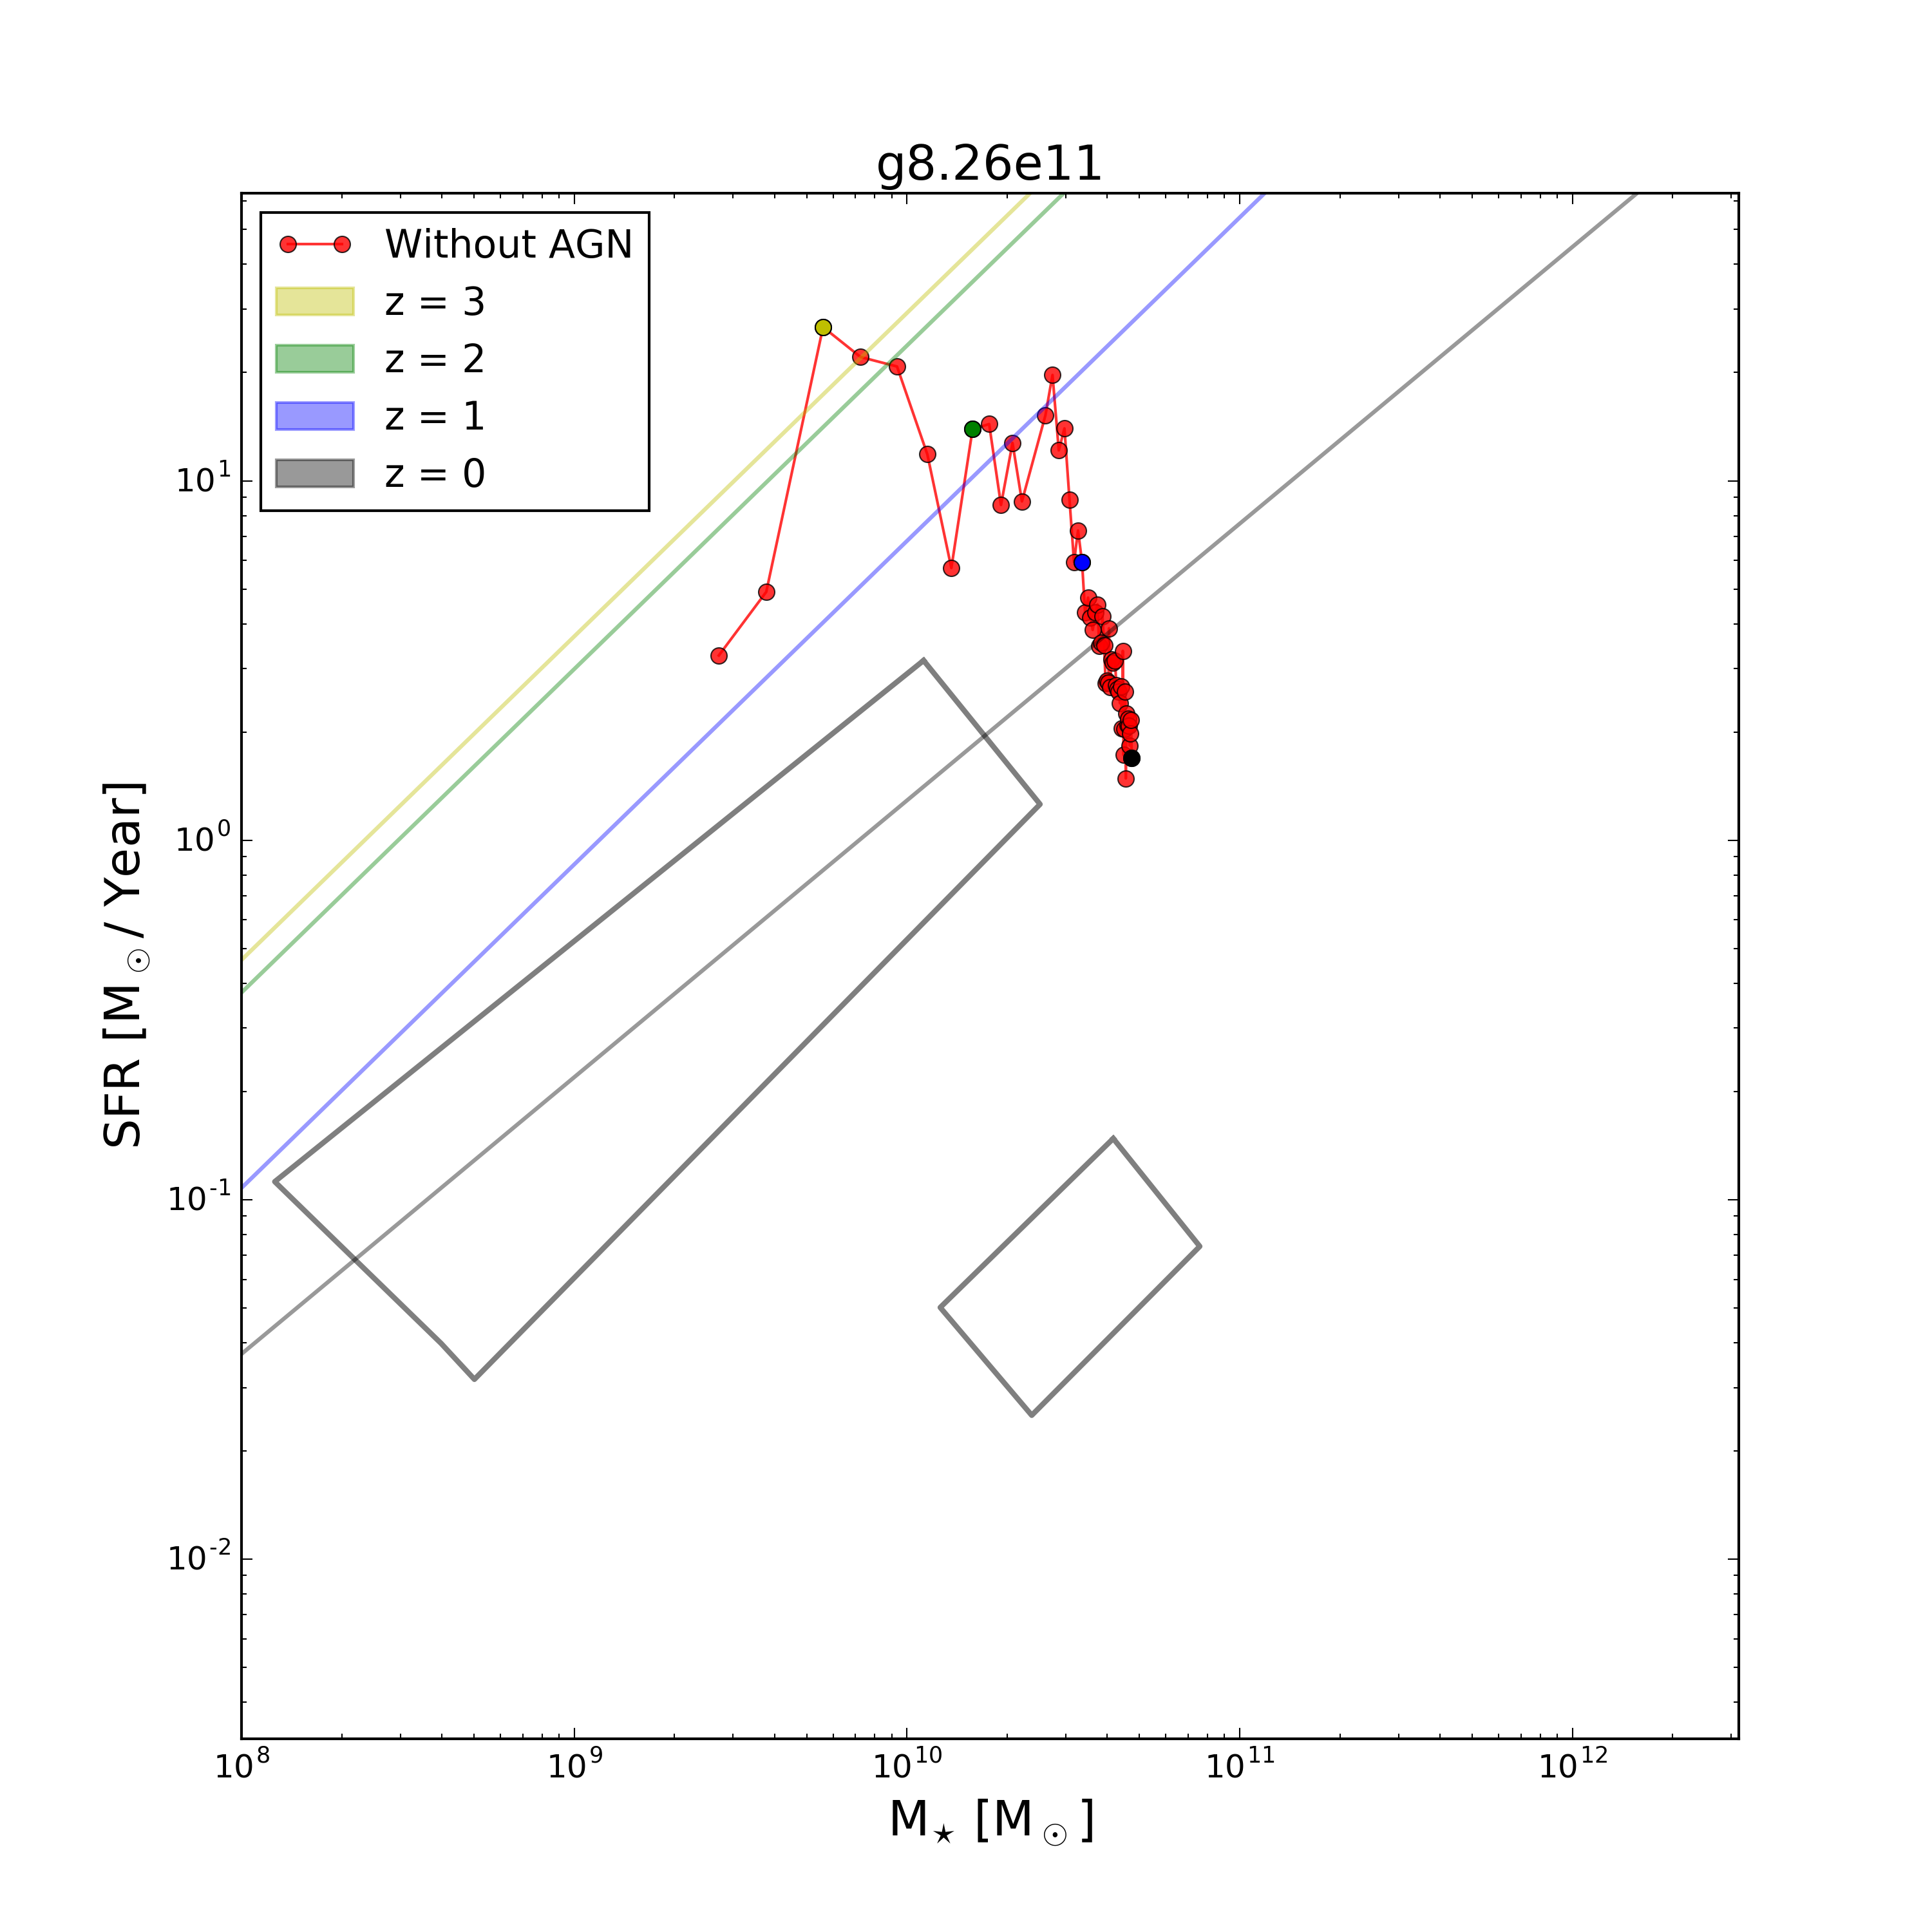 g8.26e11
Without AGN
z = 3
z = 2
z = 1
z = 0
10¹
10⁰
10⁻¹
10⁻²
SFR [M☉/ Year]
10⁸ 10⁹ 10¹⁰ 10¹¹ 10¹²
M★ [M☉]